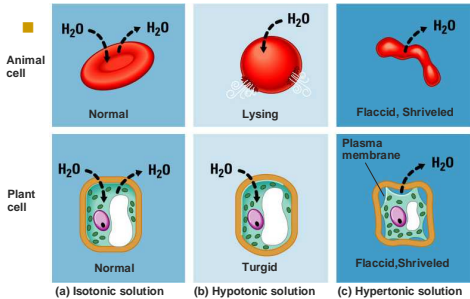 H₂O H₂O
Animal cell
Normal
H₂O
Lysing
H₂O
Flaccid, Shriveled
H₂O H₂O
Plant cell
Normal
H₂O
Turgid
Plasma membrane
H₂O
Flaccid,Shriveled
(a) Isotonic solution
(b) Hypotonic solution
(c) Hypertonic solution